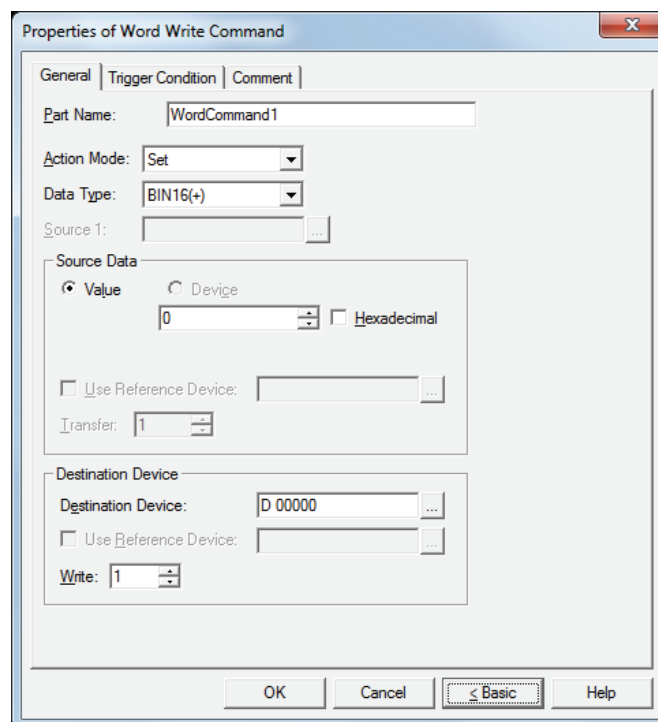 Properties of Word Write Command
General Trigger Condition Comment
Part Name: WordCommand1
Action Mode: Set
Data Type: BIN16(+)
Source 1: ...
Source Data
Value Device
0 Hexadecimal
Use Reference Device: ...
Transfer: 1
Destination Device
Destination Device: D 00000 ...
Use Reference Device: ...
Write: 1
OK Cancel < Basic Help